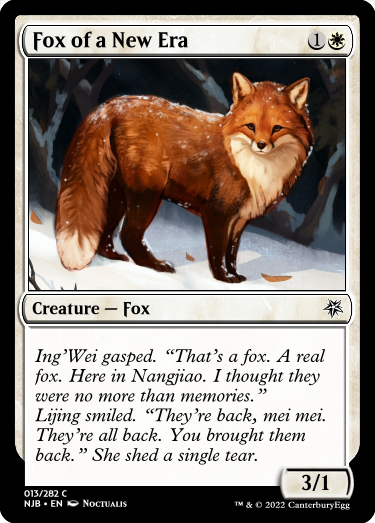 Fox of a New Era 1
Creature — Fox
Ing'Wei gasped. “That's a fox. A real
fox. Here in Nangjiao. I thought they
were no more than memories.”
Lijing smiled. “They're back, mei mei.
They're all back. You brought them
back.” She shed a single tear.
3/1
013/282 C
NJB • EN Noctualis
™ & © 2022 CanterburyEgg